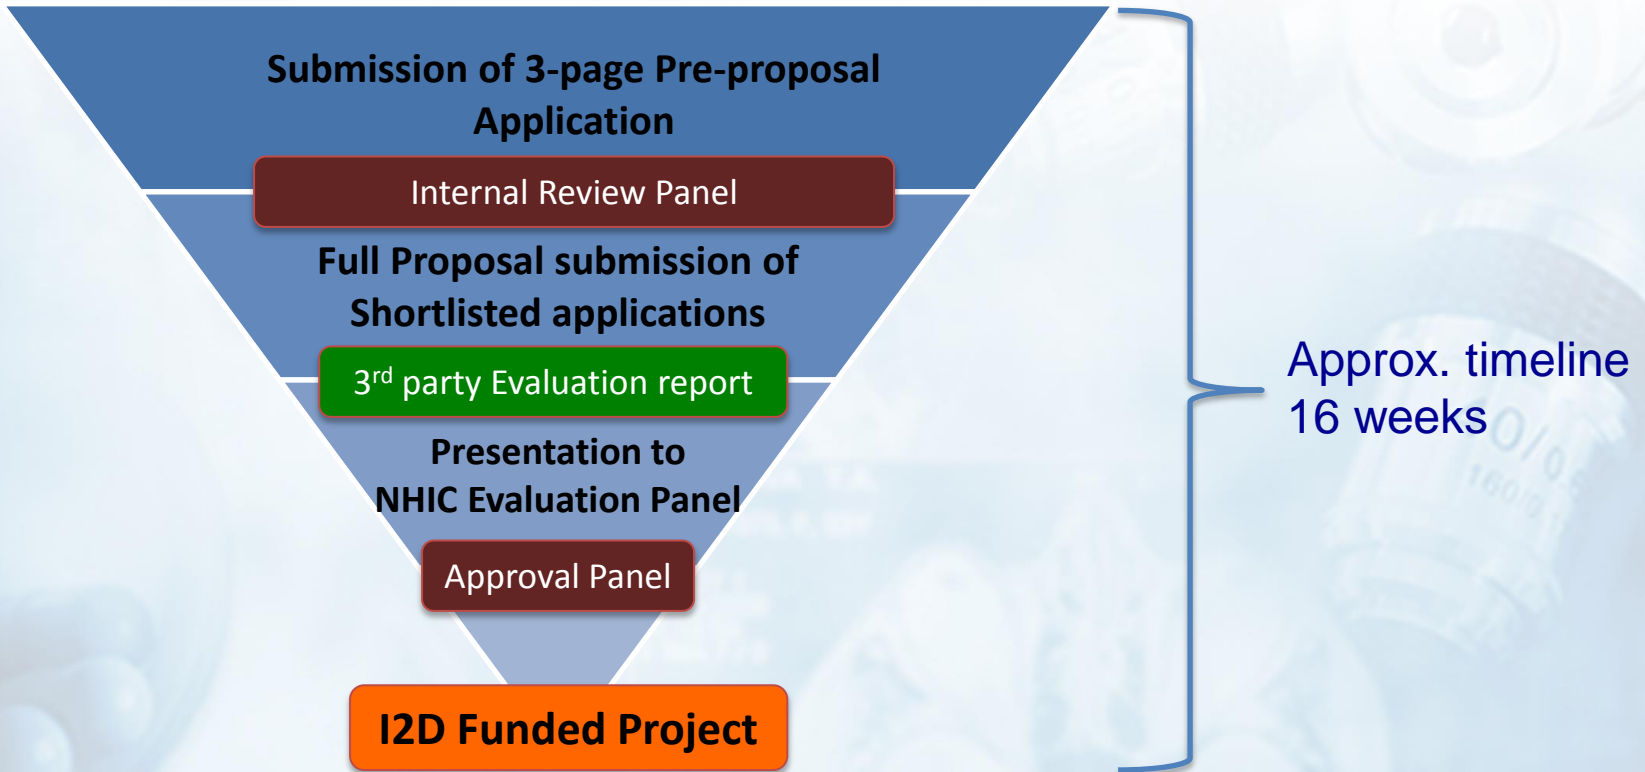 Submission of 3-page Pre-proposal
Application
Internal Review Panel
Full Proposal submission of
Shortlisted applications
3rd party Evaluation report
Presentation to
NHIC Evaluation Panel
Approval Panel
I2D Funded Project
Approx. timeline
16 weeks